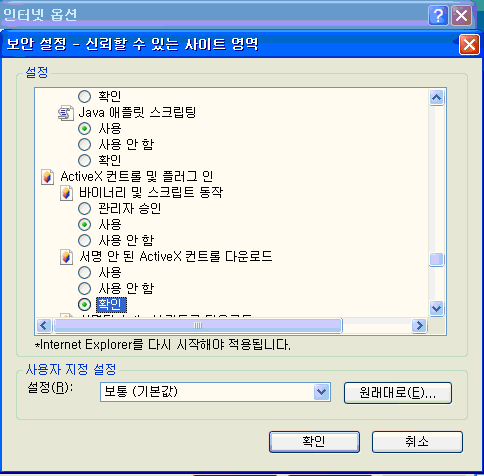 인터넷 옵션
보안 설정 - 신뢰할 수 있는 사이트 영역
설정
확인
Java 애플릿 스크립팅
사용
사용 안 함
확인
ActiveX 컨트롤 및 플러그 인
바이너리 및 스크립트 동작
관리자 승인
사용
사용 안 함
서명 안 된 ActiveX 컨트롤 다운로드
사용
사용 안 함
확인
*Internet Explorer를 다시 시작해야 적용됩니다.
사용자 지정 설정
설정(R): 보통 (기본값) 원래대로(E)...
확인 취소